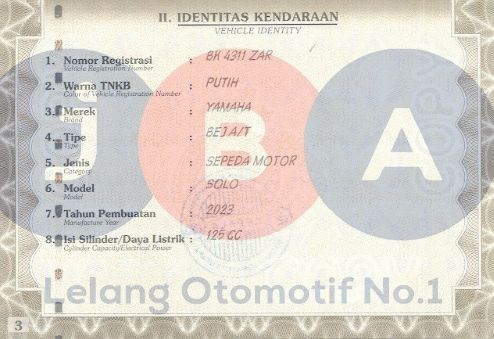 II. IDENTITAS KENDARAAN
VEHICLE IDENTITY
1. Nomor Registrasi : BK 4311 ZAR
Vehicle Registration Number
2. Warna TNKB : PUTIH
Color of Vehicle Registration Number
3. Merek : YAMAHA
Brand
4. Tipe : BEJ A/T
Type
5. Jenis : SEPEDA MOTOR
Category
6. Model : SOLO
Model
7. Tahun Pembuatan : 2023
Manufacture Year
8. Isi Silinder/Daya Listrik : 125 CC
Cylinder Capacity/Electrical Power
J B A
Lelang Otomotif No.1
3